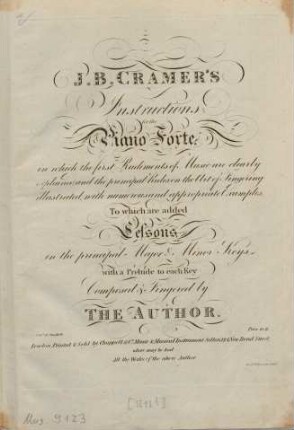 J. B. CRAMER'S
Instructions
for the
Piano Forte
in which the first Rudiments of Music are clearly
explained and the principal Rules on the Art of Fingering
illustrated with numerous and appropriate Examples
To which are added
Lessons
in the principal Major & Minor Keys
with a Prelude to each Key
Composed & Fingered by
THE AUTHOR.
Price
London, Printed & Sold by Chappell & Co. Music & Musical Instrument Sellers, New Bond Street,
where may be had
All the Works of the above Author
Mus. 9123